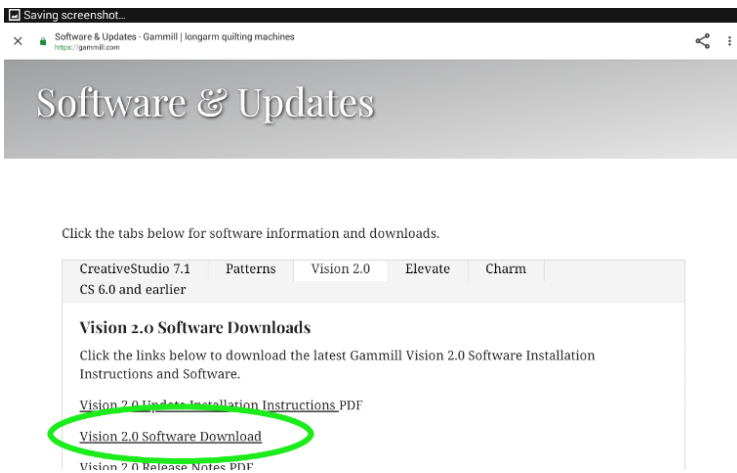 Saving screenshot...
Software & Updates - Gammill | longarm quilting machines
https://gammill.com
Software & Updates
Click the tabs below for software information and downloads.
CreativeStudio 7.1 Patterns Vision 2.0 Elevate Charm
CS 6.0 and earlier
Vision 2.0 Software Downloads
Click the links below to download the latest Gammill Vision 2.0 Software Installation
Instructions and Software.
Vision 2.0 Update Installation Instructions PDF
Vision 2.0 Software Download
Vision 2.0 Release Notes PDF